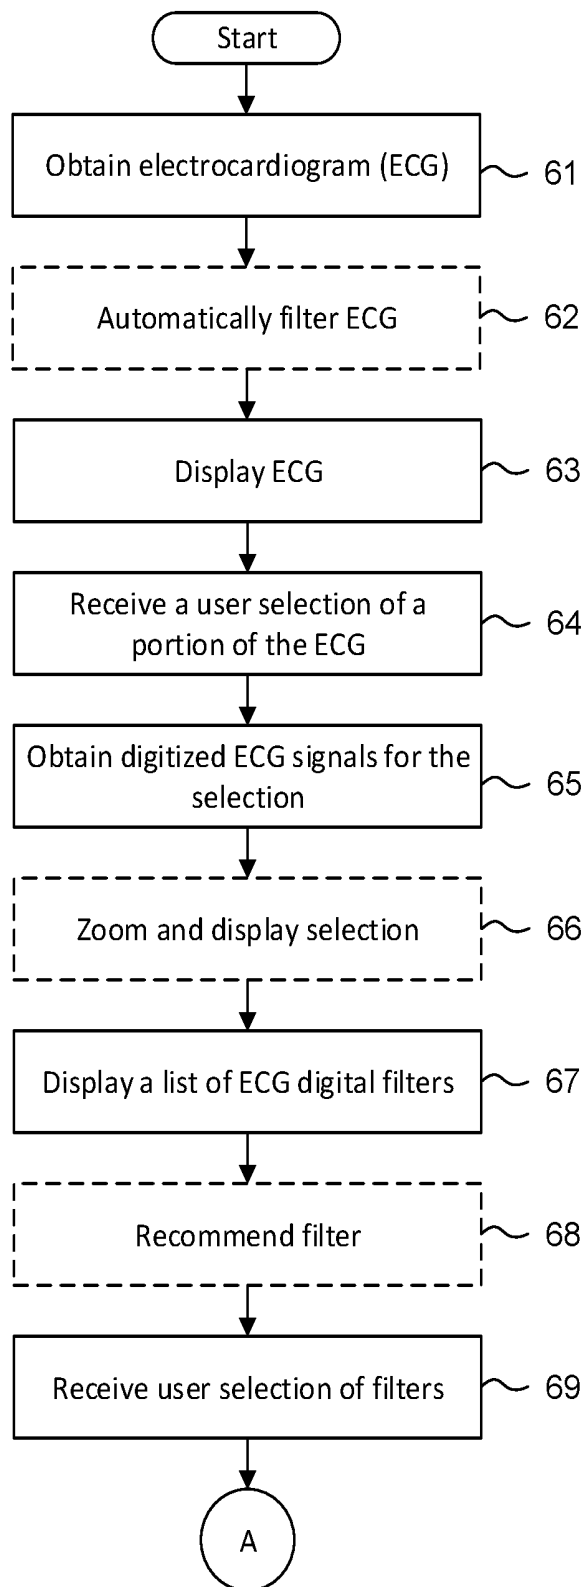 Start
Obtain electrocardiogram (ECG)
61
Automatically filter ECG
62
Display ECG
63
Receive a user selection of a
portion of the ECG
64
Obtain digitized ECG signals for the
selection
65
Zoom and display selection
66
Display a list of ECG digital filters
67
Recommend filter
68
Receive user selection of filters
69
A